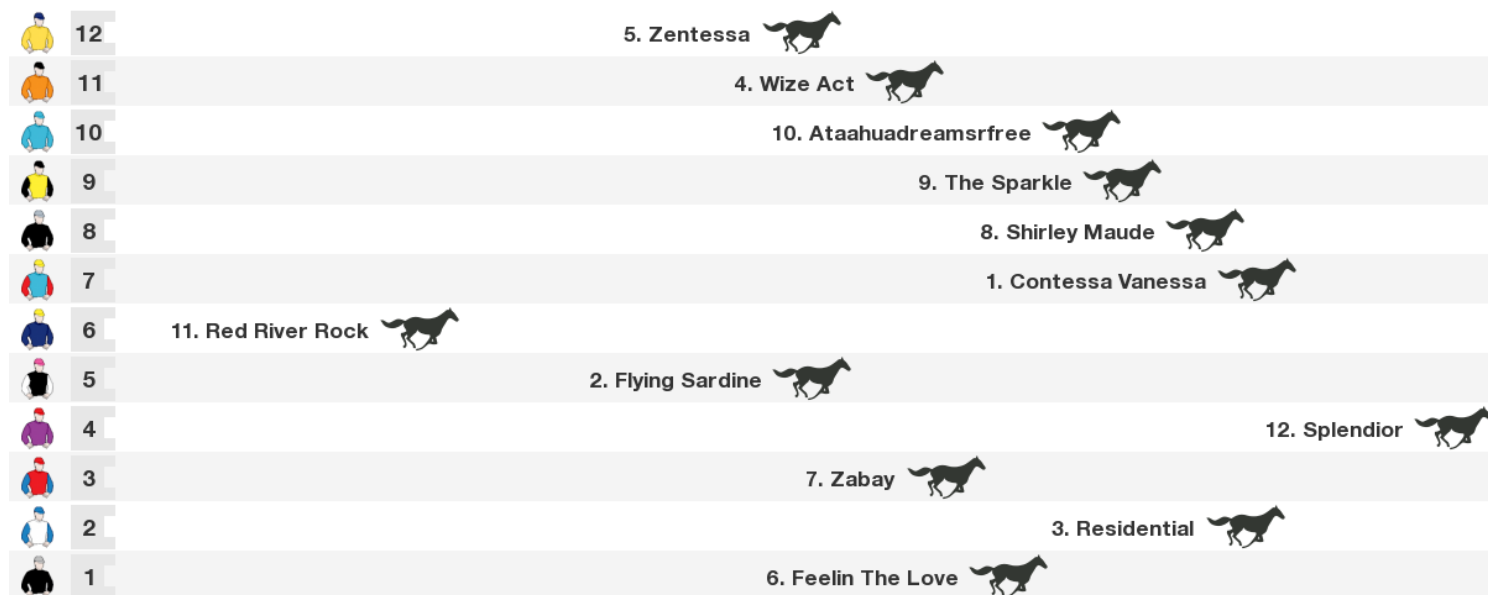 12 5. Zentessa
11 4. Wize Act
10 10. Ataahuadreamsrfree
9 9. The Sparkle
8 8. Shirley Maude
7 1. Contessa Vanessa
6 11. Red River Rock
5 2. Flying Sardine
4 12. Splendior
3 7. Zabay
2 3. Residential
1 6. Feelin The Love